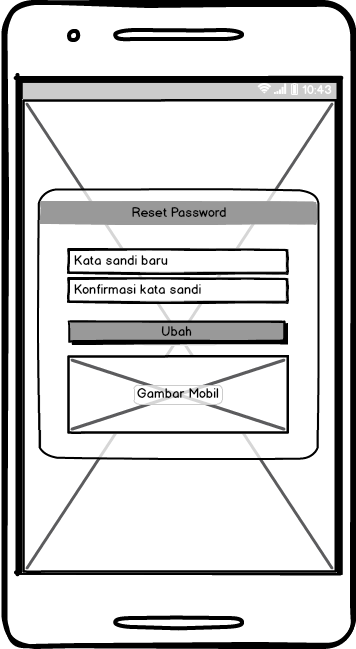 10:43
Reset Password
Kata sandi baru
Konfirmasi kata sandi
Ubah
Gambar Mobil